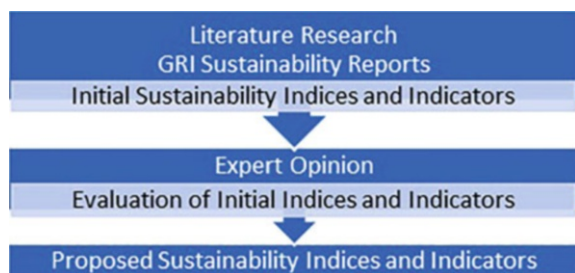 Literature Research
GRI Sustainability Reports
Initial Sustainability Indices and Indicators
Expert Opinion
Evaluation of Initial Indices and Indicators
Proposed Sustainability Indices and Indicators